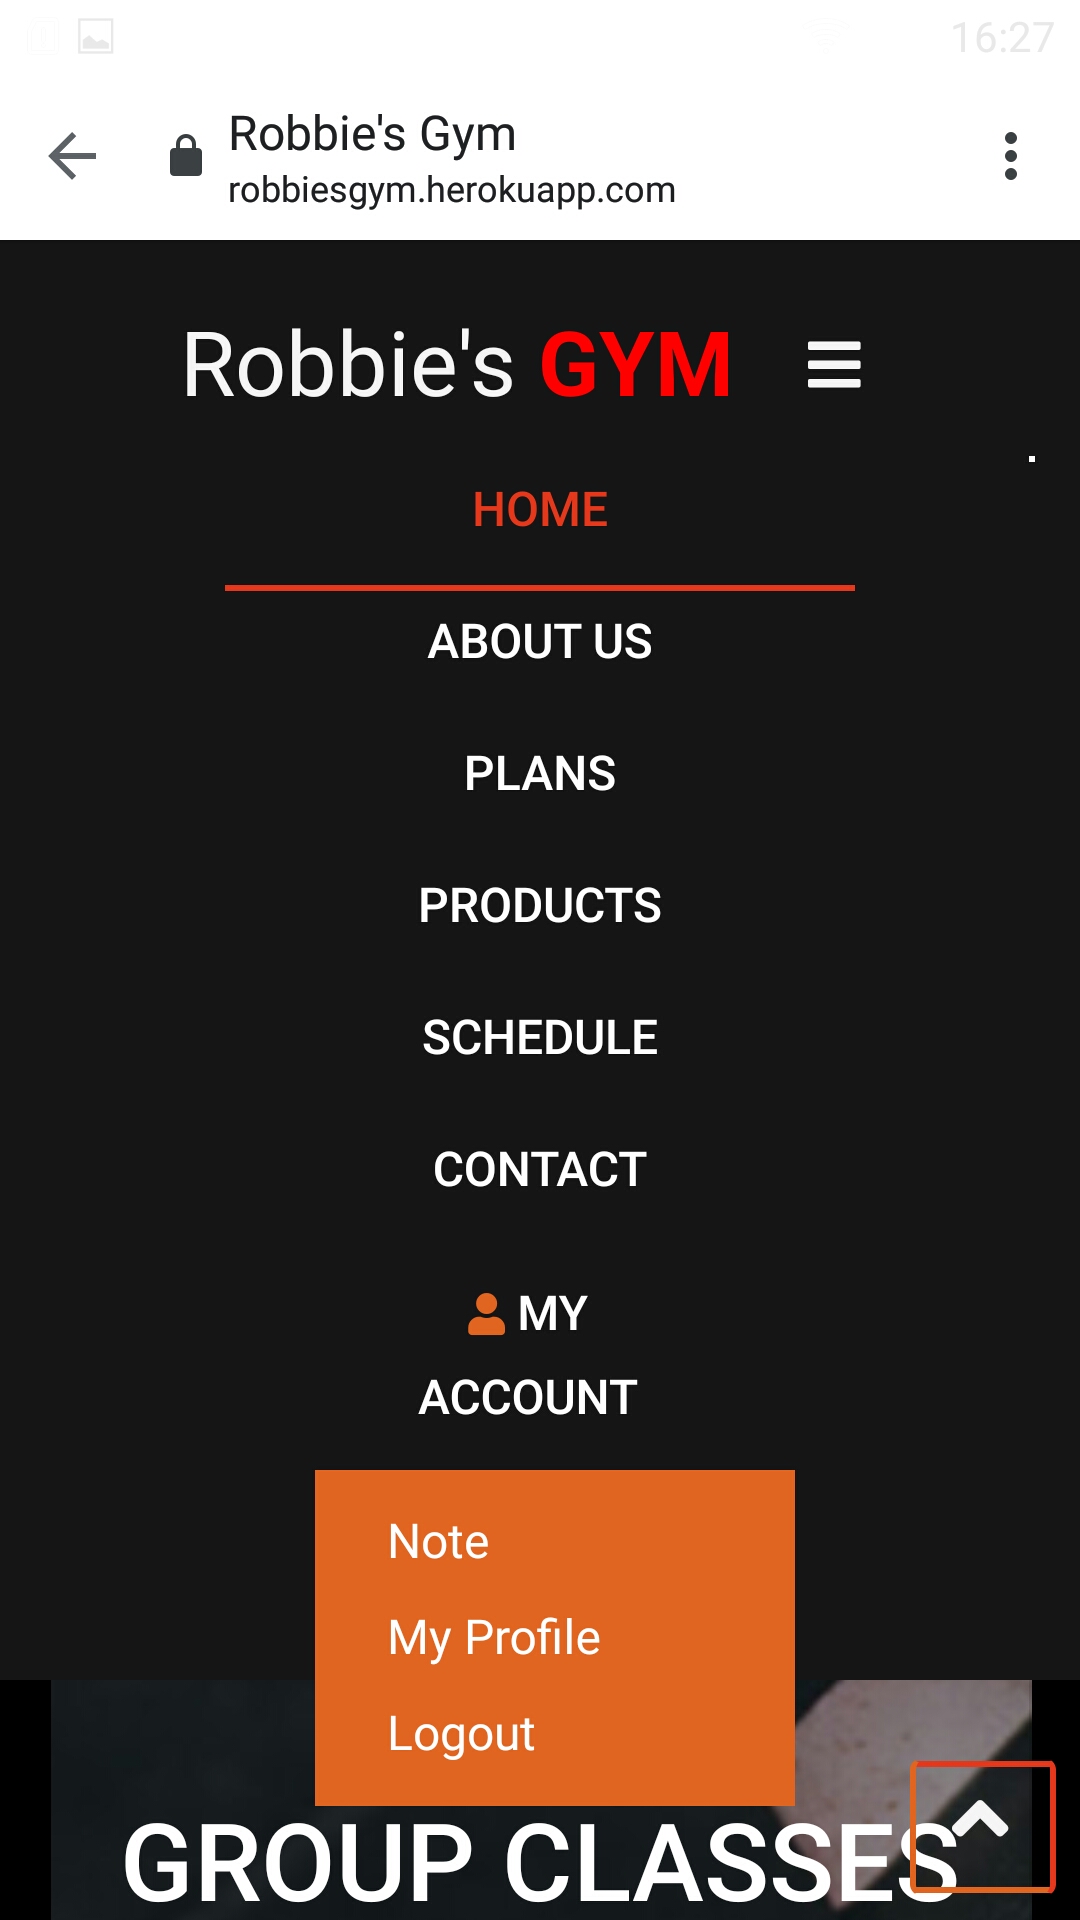 16:27
Robbie's Gym
robbiesgym.herokuapp.com
Robbie's GYM
HOME
ABOUT US
PLANS
PRODUCTS
SCHEDULE
CONTACT
MY
ACCOUNT
Note
My Profile
Logout
GROUP CLASSES